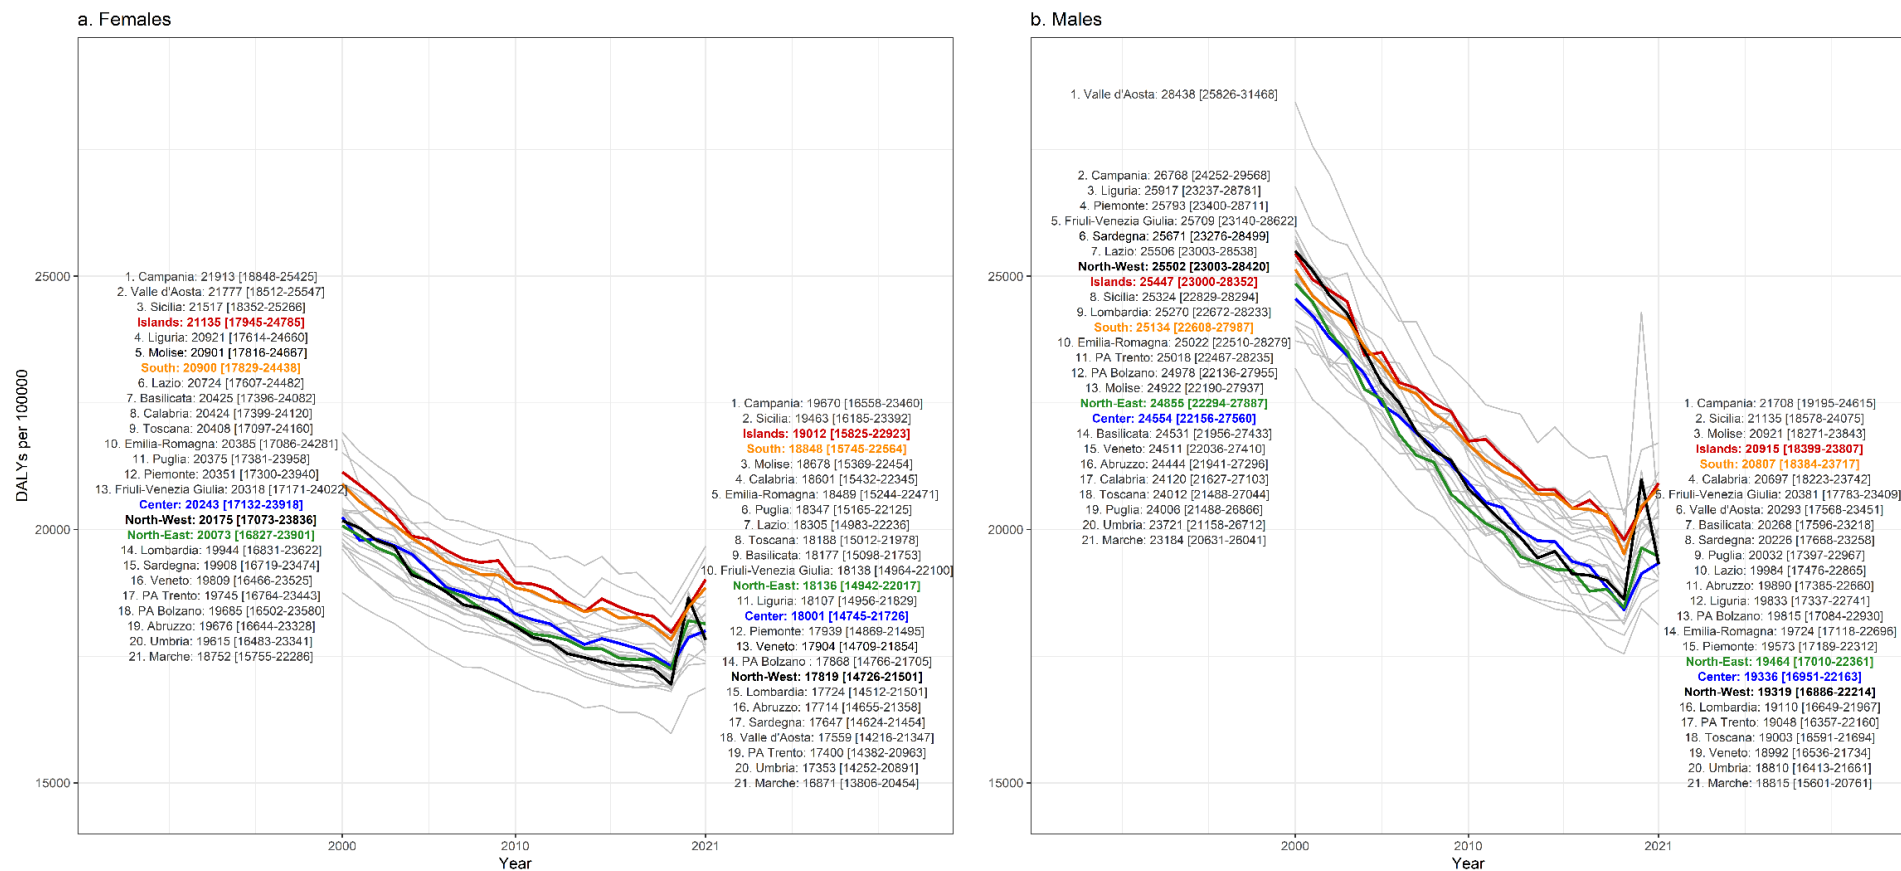 a. Females
DALYs per 100000
25000
20000
15000
1. Campania: 21913 [18848-25425]
2. Valle d'Aosta: 21777 [18512-25547]
3. Sicilia: 21517 [18352-25266]
Islands: 21135 [17945-24785]
4. Liguria: 20921 [17614-24660]
5. Molise: 20901 [17816-24667]
South: 20900 [17829-24438]
6. Lazio: 20724 [17607-24482]
7. Basilicata: 20425 [17396-24082]
8. Calabria: 20424 [17399-24120]
9. Toscana: 20408 [17097-24160]
10. Emilia-Romagna: 20385 [17086-24281]
11. Puglia: 20375 [17381-23958]
12. Piemonte: 20351 [17300-23940]
13. Friuli-Venezia Giulia: 20318 [17171-24022]
Center: 20243 [17132-23918]
North-West: 20175 [17073-23836]
North-East: 20073 [16827-23901]
14. Lombardia: 19944 [16831-23622]
15. Sardegna: 19908 [16719-23474]
16. Veneto: 19809 [16466-23525]
17. PA Trento: 19745 [16764-23443]
18. PA Bolzano: 19685 [16502-23580]
19. Abruzzo: 19676 [16644-23328]
20. Umbria: 19615 [16483-23341]
21. Marche: 18752 [15755-22286]
1. Campania: 19670 [16558-23460]
2. Sicilia: 19463 [16185-23392]
Islands: 19012 [15825-22923]
South: 18848 [15745-22564]
3. Molise: 18678 [15369-22454]
4. Calabria: 18601 [15432-22345]
5. Emilia-Romagna: 18489 [15244-22471]
6. Puglia: 18347 [15165-22125]
7. Lazio: 18305 [14983-22236]
8. Toscana: 18188 [15012-21978]
9. Basilicata: 18177 [15098-21753]
10. Friuli-Venezia Giulia: 18138 [14964-22100]
North-East: 18136 [14942-22017]
11. Liguria: 18107 [14956-21829]
Center: 18001 [14745-21726]
12. Piemonte: 17939 [14869-21495]
13. Veneto: 17904 [14709-21854]
14. PA Bolzano : 17868 [14766-21705]
North-West: 17819 [14726-21501]
15. Lombardia: 17724 [14512-21501]
16. Abruzzo: 17714 [14655-21358]
17. Sardegna: 17647 [14624-21454]
18. Valle d'Aosta: 17559 [14216-21347]
19. PA Trento: 17400 [14382-20963]
20. Umbria: 17353 [14252-20891]
21. Marche: 16871 [13806-20454]
2000
2010
2021
Year
b. Males
25000
20000
15000
1. Valle d'Aosta: 28438 [25826-31468]
2. Campania: 26768 [24252-29568]
3. Liguria: 25917 [23237-28781]
4. Piemonte: 25793 [23400-28711]
5. Friuli-Venezia Giulia: 25709 [23140-28622]
6. Sardegna: 25671 [23276-28499]
7. Lazio: 25506 [23003-28538]
North-West: 25502 [23003-28420]
Islands: 25447 [23000-28352]
8. Sicilia: 25324 [22829-28294]
9. Lombardia: 25270 [22672-28233]
South: 25134 [22608-27987]
10. Emilia-Romagna: 25022 [22510-28279]
11. PA Trento: 25018 [22467-28235]
12. PA Bolzano: 24978 [22136-27955]
13. Molise: 24922 [22190-27937]
North-East: 24855 [22294-27887]
Center: 24554 [22156-27560]
14. Basilicata: 24531 [21956-27433]
15. Veneto: 24511 [22036-27410]
16. Abruzzo: 24444 [21941-27296]
17. Calabria: 24120 [21627-27103]
18. Toscana: 24012 [21488-27044]
19. Puglia: 24006 [21488-26866]
20. Umbria: 23721 [21158-26712]
21. Marche: 23184 [20631-26041]
1. Campania: 21708 [19195-24615]
2. Sicilia: 21135 [18578-24075]
3. Molise: 20921 [18271-23843]
Islands: 20915 [18399-23807]
South: 20807 [18384-23717]
4. Calabria: 20697 [18223-23742]
5. Friuli-Venezia Giulia: 20381 [17783-23409]
6. Valle d'Aosta: 20293 [17568-23451]
7. Basilicata: 20268 [17596-23218]
8. Sardegna: 20226 [17668-23258]
9. Puglia: 20032 [17397-22967]
10. Lazio: 19984 [17476-22865]
11. Abruzzo: 19890 [17385-22660]
12. Liguria: 19833 [17337-22741]
13. PA Bolzano: 19815 [17084-22930]
14. Emilia-Romagna: 19724 [17118-22696]
15. Piemonte: 19573 [17189-22312]
North-East: 19464 [17010-22361]
Center: 19336 [16951-22163]
North-West: 19319 [16886-22214]
16. Lombardia: 19110 [16649-21967]
17. PA Trento: 19048 [16357-22160]
18. Toscana: 19003 [16591-21694]
19. Veneto: 18992 [16536-21734]
20. Umbria: 18810 [16413-21661]
21. Marche: 18815 [15601-20761]
2000
2010
2021
Year